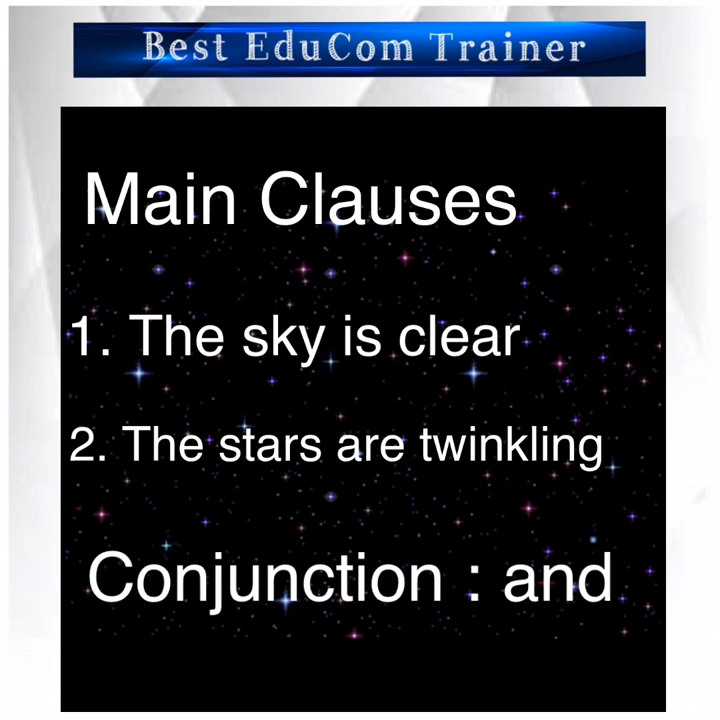 Best EduCom Trainer
Main Clauses
1. The sky is clear
2. The stars are twinkling
Conjunction : and